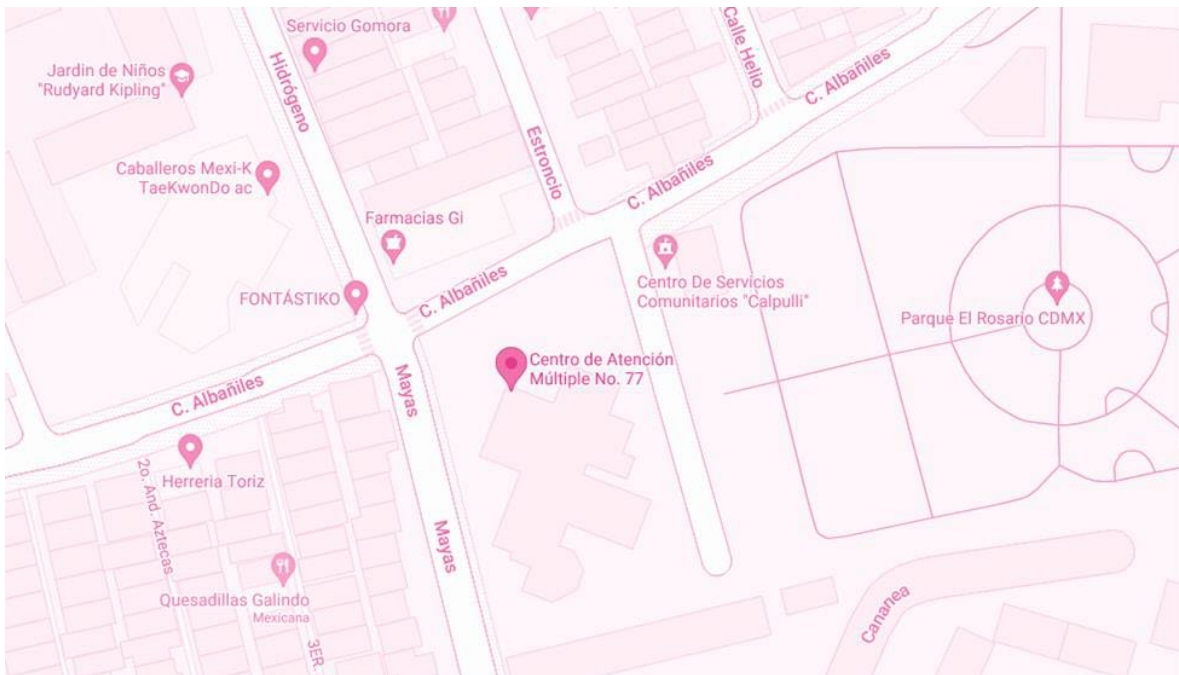 Servicio Gomora
Jardin de Niños
"Rudyard Kipling"
Hidrógeno
Calle Helio
C. Albañiles
Estroncio
C. Albañiles
Caballeros Mexi-K
TaeKwonDo ac
Farmacias Gi
C. Albañiles
FONTÁSTIKO
Centro De Servicios
Comunitarios "Calpulli"
Parque El Rosario CDMX
Centro de Atención
Múltiple No. 77
Mayas
C. Albañiles
Herreria Toriz
2o. And. Aztecas
Mayas
Quesadillas Galindo
Mexicana
3ER.
Cananea